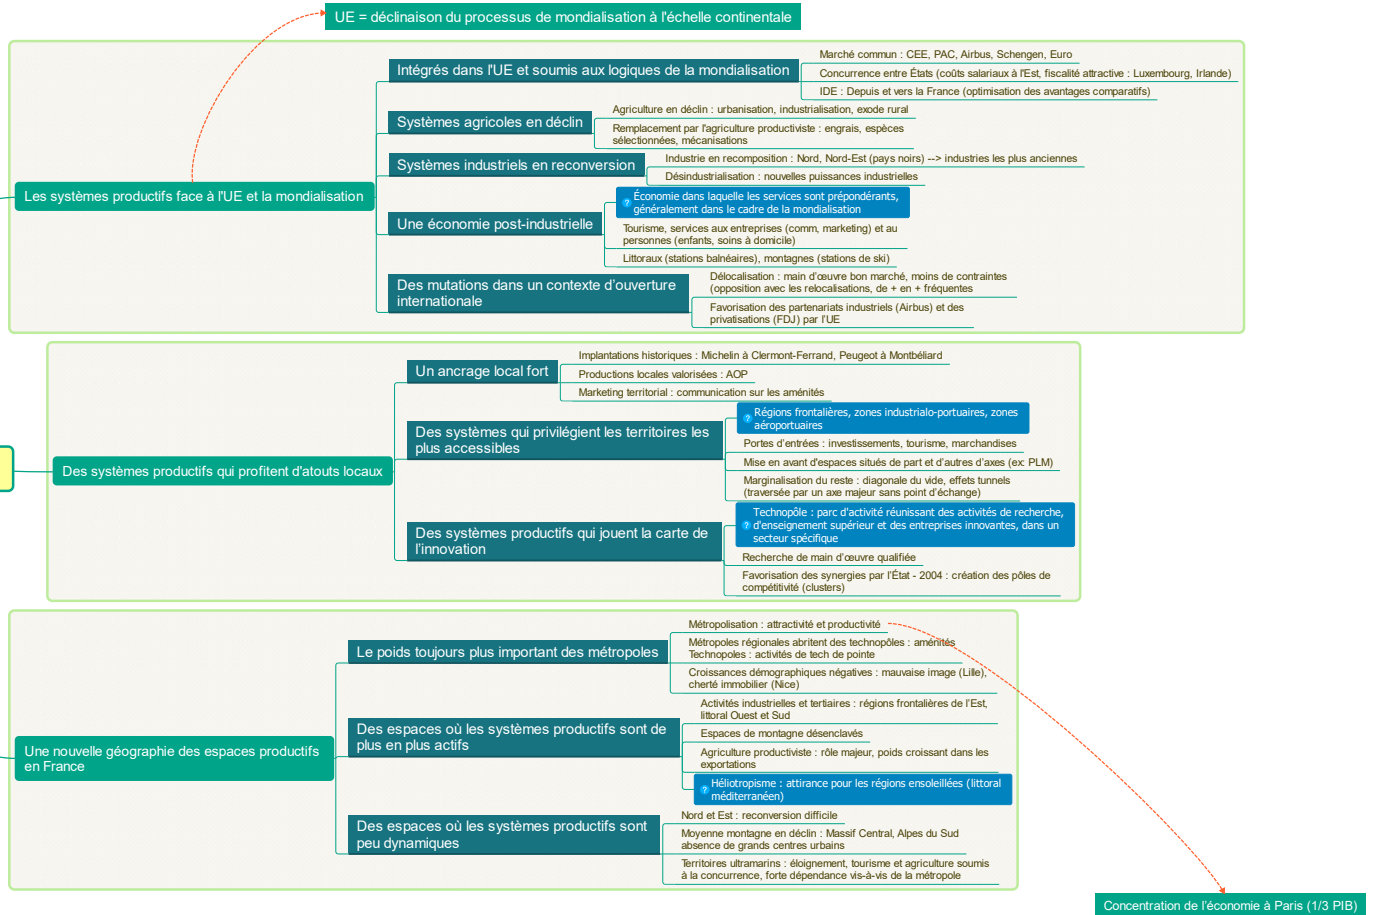 UE = déclinaison du processus de mondialisation à l'échelle continentale
Les systèmes productifs face à l'UE et la mondialisation
Intégrés dans l'UE et soumis aux logiques de la mondialisation
Marché commun : CEE, PAC, Airbus, Schengen, Euro
Concurrence entre États (coûts salariaux à l'Est, fiscalité attractive : Luxembourg, Irlande)
IDE : Depuis et vers la France (optimisation des avantages comparatifs)
Systèmes agricoles en déclin
Agriculture en déclin : urbanisation, industrialisation, exode rural
Remplacement par l'agriculture productiviste : engrais, espèces
sélectionnées, mécanisations
Systèmes industriels en reconversion
Industrie en recomposition : Nord, Nord-Est (pays noirs) --> industries les plus anciennes
Désindustrialisation : nouvelles puissances industrielles
Une économie post-industrielle
Économie dans laquelle les services sont prépondérants,
généralement dans le cadre de la mondialisation
Tourisme, services aux entreprises (comm, marketing) et au
personnes (enfants, soins à domicile)
Littoraux (stations balnéaires), montagnes (stations de ski)
Des mutations dans un contexte d'ouverture
internationale
Délocalisation : main d'œuvre bon marché, moins de contraintes
(opposition avec les relocalisations, de + en + fréquentes
Favorisation des partenariats industriels (Airbus) et des
privatisations (FDJ) par l'UE
Des systèmes productifs qui profitent d'atouts locaux
Un ancrage local fort
Implantations historiques : Michelin à Clermont-Ferrand, Peugeot à Montbéliard
Productions locales valorisées : AOP
Marketing territorial : communication sur les aménités
Des systèmes qui privilégient les territoires les
plus accessibles
Régions frontalières, zones industrialo-portuaires, zones
aéroportuaires
Portes d'entrées : investissements, tourisme, marchandises
Mise en avant d'espaces situés de part et d'autres d'axes (ex: PLM)
Marginalisation du reste : diagonale du vide, effets tunnels
(traversée par un axe majeur sans point d'échange)
Des systèmes productifs qui jouent la carte de
l'innovation
Technopôle : parc d'activité réunissant des activités de recherche,
d'enseignement supérieur et des entreprises innovantes, dans un
secteur spécifique
Recherche de main d'œuvre qualifiée
Favorisation des synergies par l'État - 2004 : création des pôles de
compétitivité (clusters)
Une nouvelle géographie des espaces productifs
en France
Le poids toujours plus important des métropoles
Métropolisation : attractivité et productivité
Métropoles régionales abritent des technopôles : aménités
Technopoles : activités de tech de pointe
Croissances démographiques négatives : mauvaise image (Lille),
cherté immobilier (Nice)
Des espaces où les systèmes productifs sont de
plus en plus actifs
Activités industrielles et tertiaires : régions frontalières de l'Est,
littoral Ouest et Sud
Espaces de montagne désenclavés
Agriculture productiviste : rôle majeur, poids croissant dans les
exportations
Héliotropisme : attirance pour les régions ensoleillées (littoral
méditerranéen)
Des espaces où les systèmes productifs sont
peu dynamiques
Nord et Est : reconversion difficile
Moyenne montagne en déclin : Massif Central, Alpes du Sud
absence de grands centres urbains
Territoires ultramarins : éloignement, tourisme et agriculture soumis
à la concurrence, forte dépendance vis-à-vis de la métropole
Concentration de l'économie à Paris (1/3 PIB)